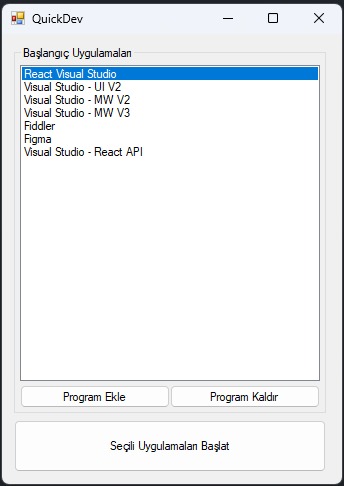 QuickDev
Başlangıç Uygulamaları
React Visual Studio
Visual Studio - UI V2
Visual Studio - MW V2
Visual Studio - MW V3
Fiddler
Figma
Visual Studio - React API
Program Ekle
Program Kaldır
Seçili Uygulamaları Başlat